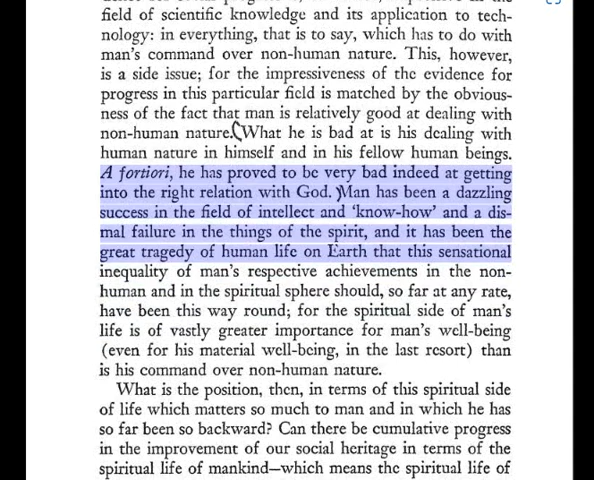 field of scientific knowledge and its application to tech-
nology: in everything, that is to say, which has to do with
man's command over non-human nature. This, however,
is a side issue; for the impressiveness of the evidence for
progress in this particular field is matched by the obvious-
ness of the fact that man is relatively good at dealing with
non-human nature. (What he is bad at is his dealing with
human nature in himself and in his fellow human beings.
A fortiori, he has proved to be very bad indeed at getting
into the right relation with God. )Man has been a dazzling
success in the field of intellect and 'know-how' and a dis-
mal failure in the things of the spirit, and it has been the
great tragedy of human life on Earth that this sensational
inequality of man's respective achievements in the non-
human and in the spiritual sphere should, so far at any rate,
have been this way round; for the spiritual side of man's
life is of vastly greater importance for man's well-being
(even for his material well-being, in the last resort) than
is his command over non-human nature.
What is the position, then, in terms of this spiritual side
of life which matters so much to man and in which he has
so far been so backward? Can there be cumulative progress
in the improvement of our social heritage in terms of the
spiritual life of mankind—which means the spiritual life of